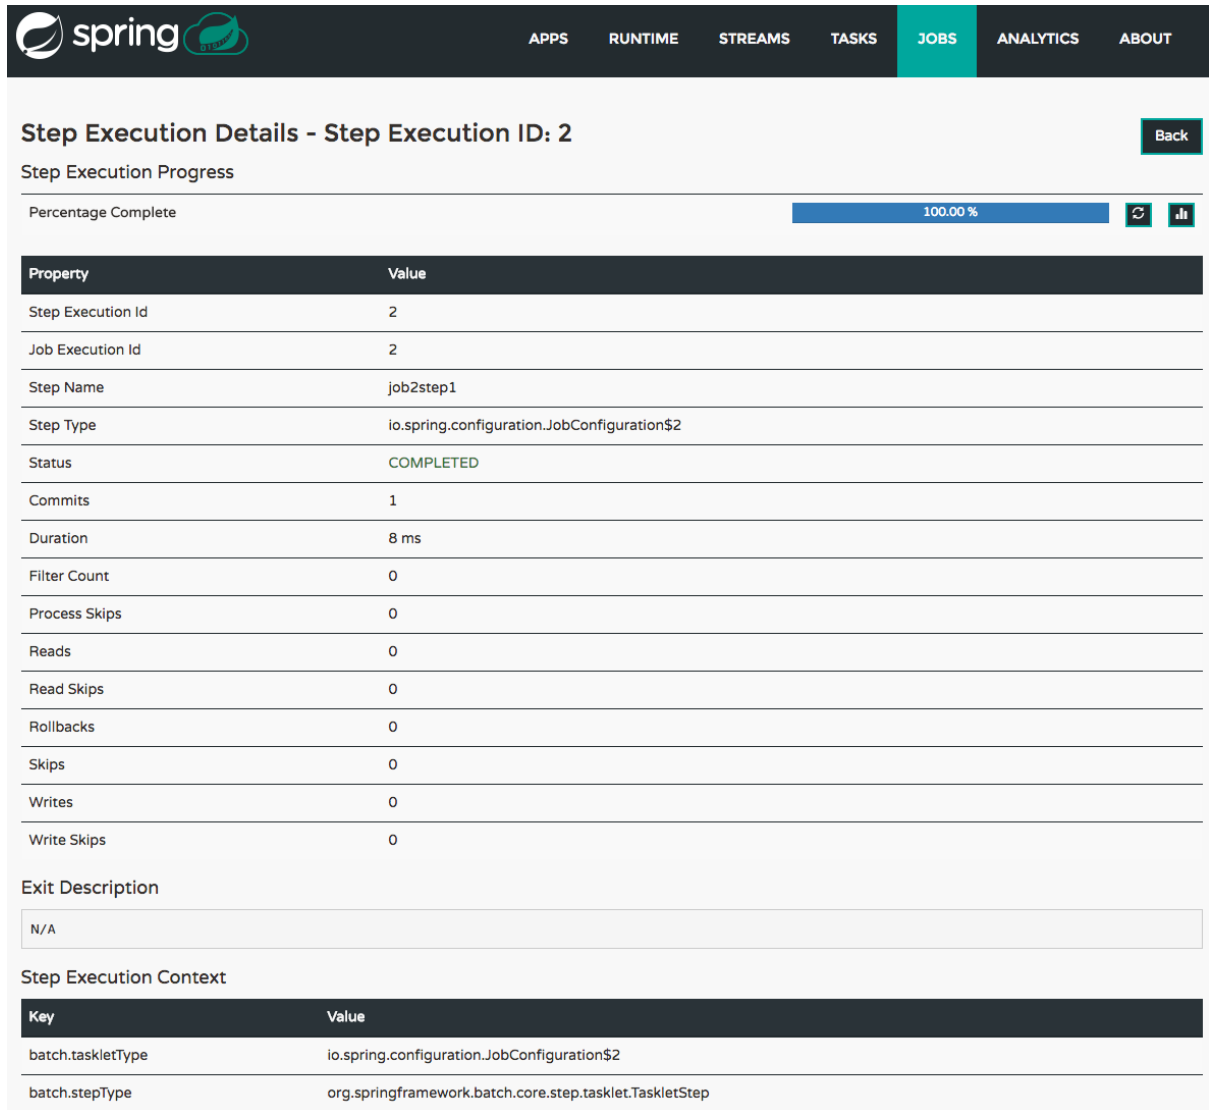 spring
APPS RUNTIME STREAMS TASKS JOBS ANALYTICS ABOUT
Step Execution Details - Step Execution ID: 2
Back
Step Execution Progress
Percentage Complete 100.00 %
Property Value
Step Execution Id 2
Job Execution Id 2
Step Name job2step1
Step Type io.spring.configuration.JobConfiguration$2
Status COMPLETED
Commits 1
Duration 8 ms
Filter Count 0
Process Skips 0
Reads 0
Read Skips 0
Rollbacks 0
Skips 0
Writes 0
Write Skips 0
Exit Description
N/A
Step Execution Context
Key Value
batch.taskletType io.spring.configuration.JobConfiguration$2
batch.stepType org.springframework.batch.core.step.tasklet.TaskletStep